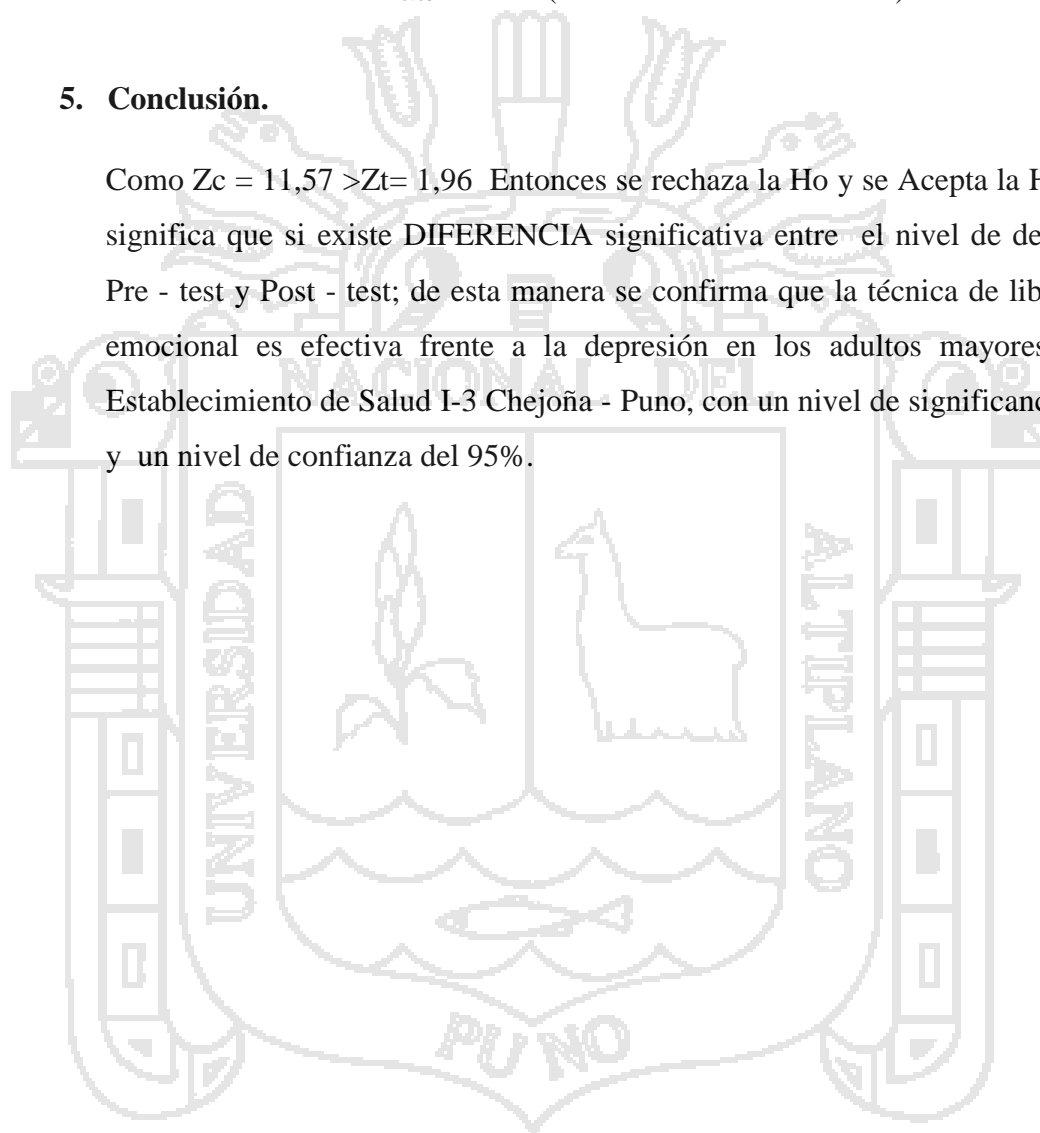 5. Conclusión.
Como Zc = 11,57 >Zt= 1,96 Entonces se rechaza la Ho y se Acepta la
significa que si existe DIFERENCIA significativa entre el nivel de
Pre - test y Post - test; de esta manera se confirma que la técnica de
emocional es efectiva frente a la depresión en los adultos mayores
Establecimiento de Salud I-3 Chejoña - Puno, con un nivel de
y un nivel de confianza del 95%.
NACIONAL DEL
UNIVERSIDAD
ALTIPLANO
PUNO